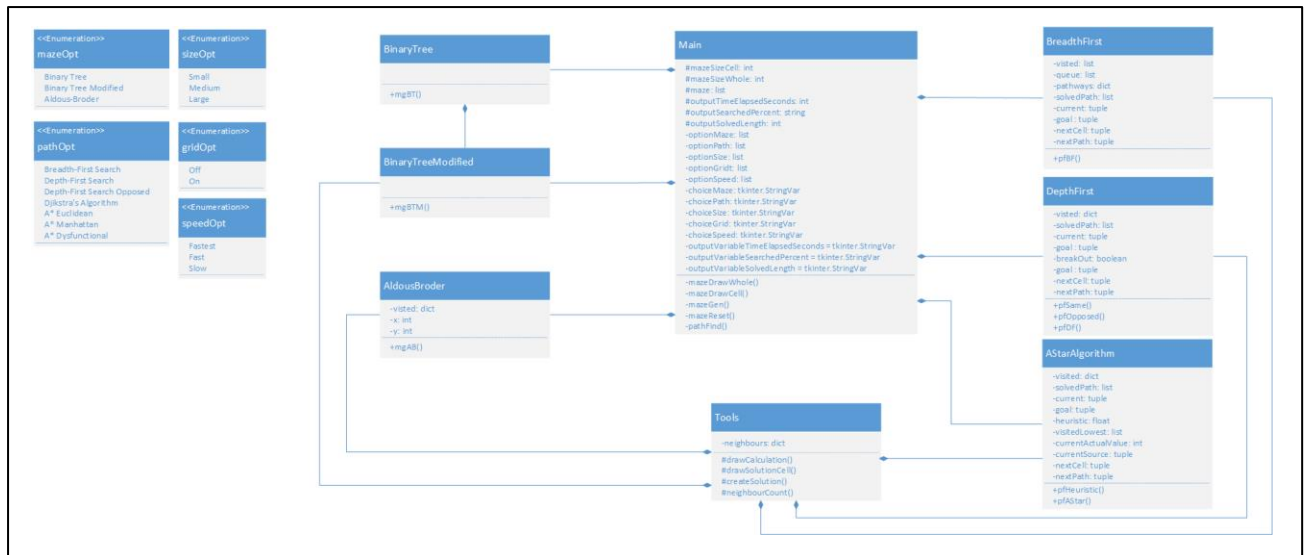 <<Enumeration>>
mazeOpt
Binary Tree
Binary Tree Modified
Aldous-Broder
<<Enumeration>>
sizeOpt
Small
Medium
Large
<<Enumeration>>
pathOpt
Breadth-First Search
Depth-First Search
Depth-First Search Opposed
Djikstra's Algorithm
A* Euclidean
A* Manhatten
A* Dysfunctional
<<Enumeration>>
gridOpt
Off
On
<<Enumeration>>
speedOpt
Fastest
Fast
Slow
BinaryTree
+mgBT()
BinaryTreeModified
+mgBTM()
AldousBroder
-visted: dict
-x: int
-y: int
+mgAB()
Main
#mazeSizeCell: int
#mazeSizeWhole: int
#maze: list
#outputTimeElapsedSeconds: int
#outputSearchedPercent: string
#outputSolvedLength: int
-optionMaze: list
-optionPath: list
-optionSize: list
-optionGridt: list
-optionSpeed: list
-choiceMaze: tkinter.StringVar
-choicePath: tkinter.StringVar
-choiceSize: tkinter.StringVar
-choiceGrid: tkinter.StringVar
-choiceSpeed: tkinter.StringVar
-outputVariableTimeElapsedSeconds = tkinter.StringVar
-outputVariableSearchedPercent = tkinter.StringVar
-outputVariableSolvedLength = tkinter.StringVar
-mazeDrawWhole()
-mazeDrawCell()
-mazeGen()
-mazeReset()
-pathFind()
Tools
-neighbours: dict
#drawCalculation()
#drawSolutionCell()
#createSolution()
#neighbourCount()
BreadthFirst
-visted: list
-queue: list
-pathways: dict
-solvedPath: list
-current: tuple
-goal : tuple
-nextCell: tuple
-nextPath: tuple
+pfBF()
DepthFirst
-visted: dict
-solvedPath: list
-current: tuple
-goal : tuple
-breakOut: boolean
-goal : tuple
-nextCell: tuple
-nextPath: tuple
+pfSame()
+pfOpposed()
+pfDF()
AStarAlgorithm
-visted: dict
-solvedPath: list
-current: tuple
-goal: tuple
-heuristic: float
-visitedLowest: list
-currentActualValue: int
-currentSource: tuple
-nextCell: tuple
-nextPath: tuple
+pfHeuristic()
+pfAStar()